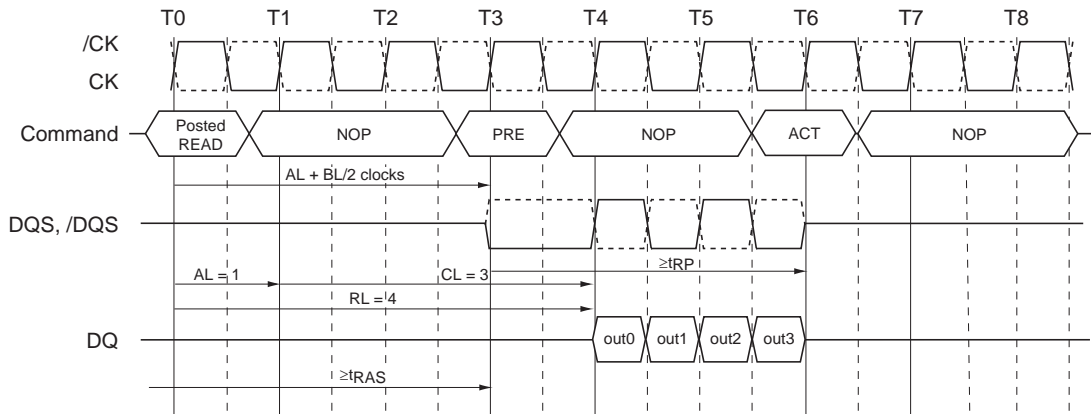 T0 T1 T2 T3 T4 T5 T6 T7 T8
/CK
CK
Command
Posted
READ
NOP
PRE
NOP
ACT
NOP
AL + BL/2 clocks
DQS, /DQS
≥tRP
AL = 1
CL = 3
RL = 4
DQ
out0 out1 out2 out3
≥tRAS